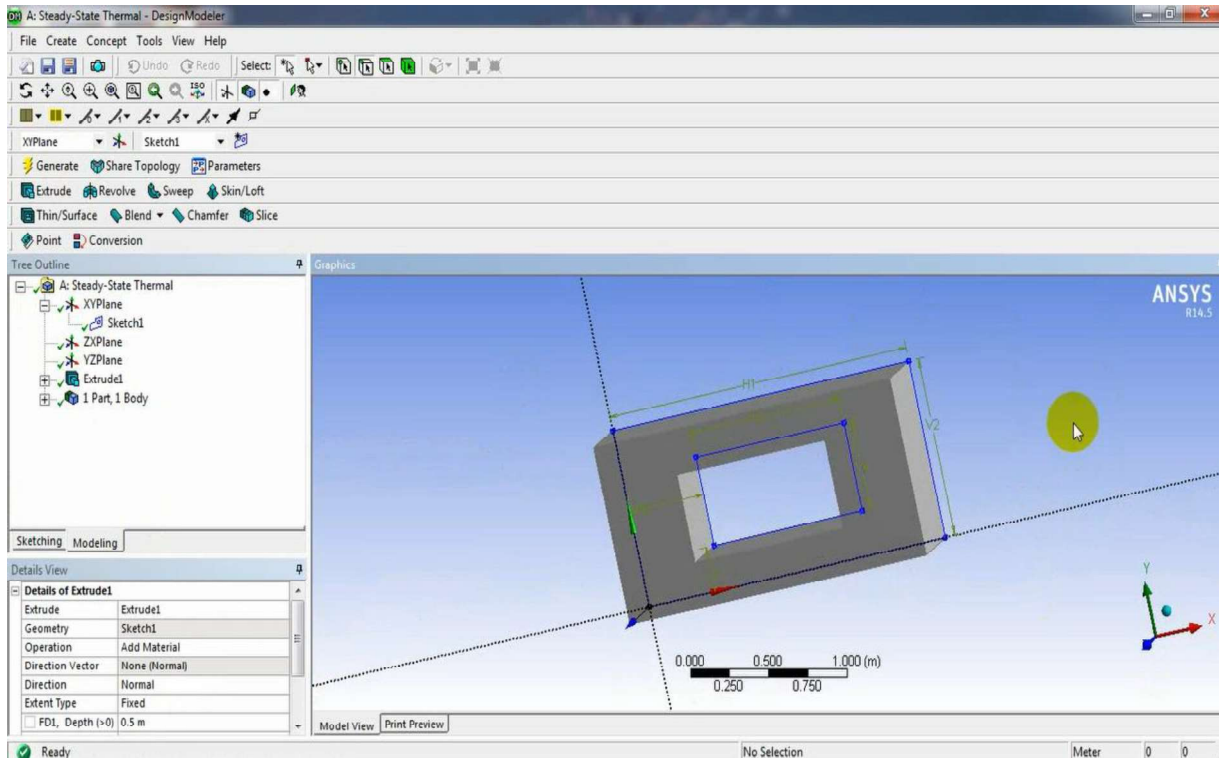 A: Steady-State Thermal - DesignModeler
File Create Concept Tools View Help
Undo Redo Select:
ISO
XYPlane Sketch1
Generate Share Topology Parameters
Extrude Revolve Sweep Skin/Loft
Thin/Surface Blend Chamfer Slice
Point Conversion
Tree Outline
A: Steady-State Thermal
XYPlane
Sketch1
ZXPlane
YZPlane
Extrude1
1 Part, 1 Body
Sketching Modeling
Details View
Details of Extrude1
Extrude Extrude1
Geometry Sketch1
Operation Add Material
Direction Vector None (Normal)
Direction Normal
Extent Type Fixed
FD1, Depth (>0) 0.5 m
Graphics
ANSYS
R14.5
H1
V2
Y
X
0.000 0.500 1.000 (m)
0.250 0.750
Model View Print Preview
Ready No Selection Meter 0 0